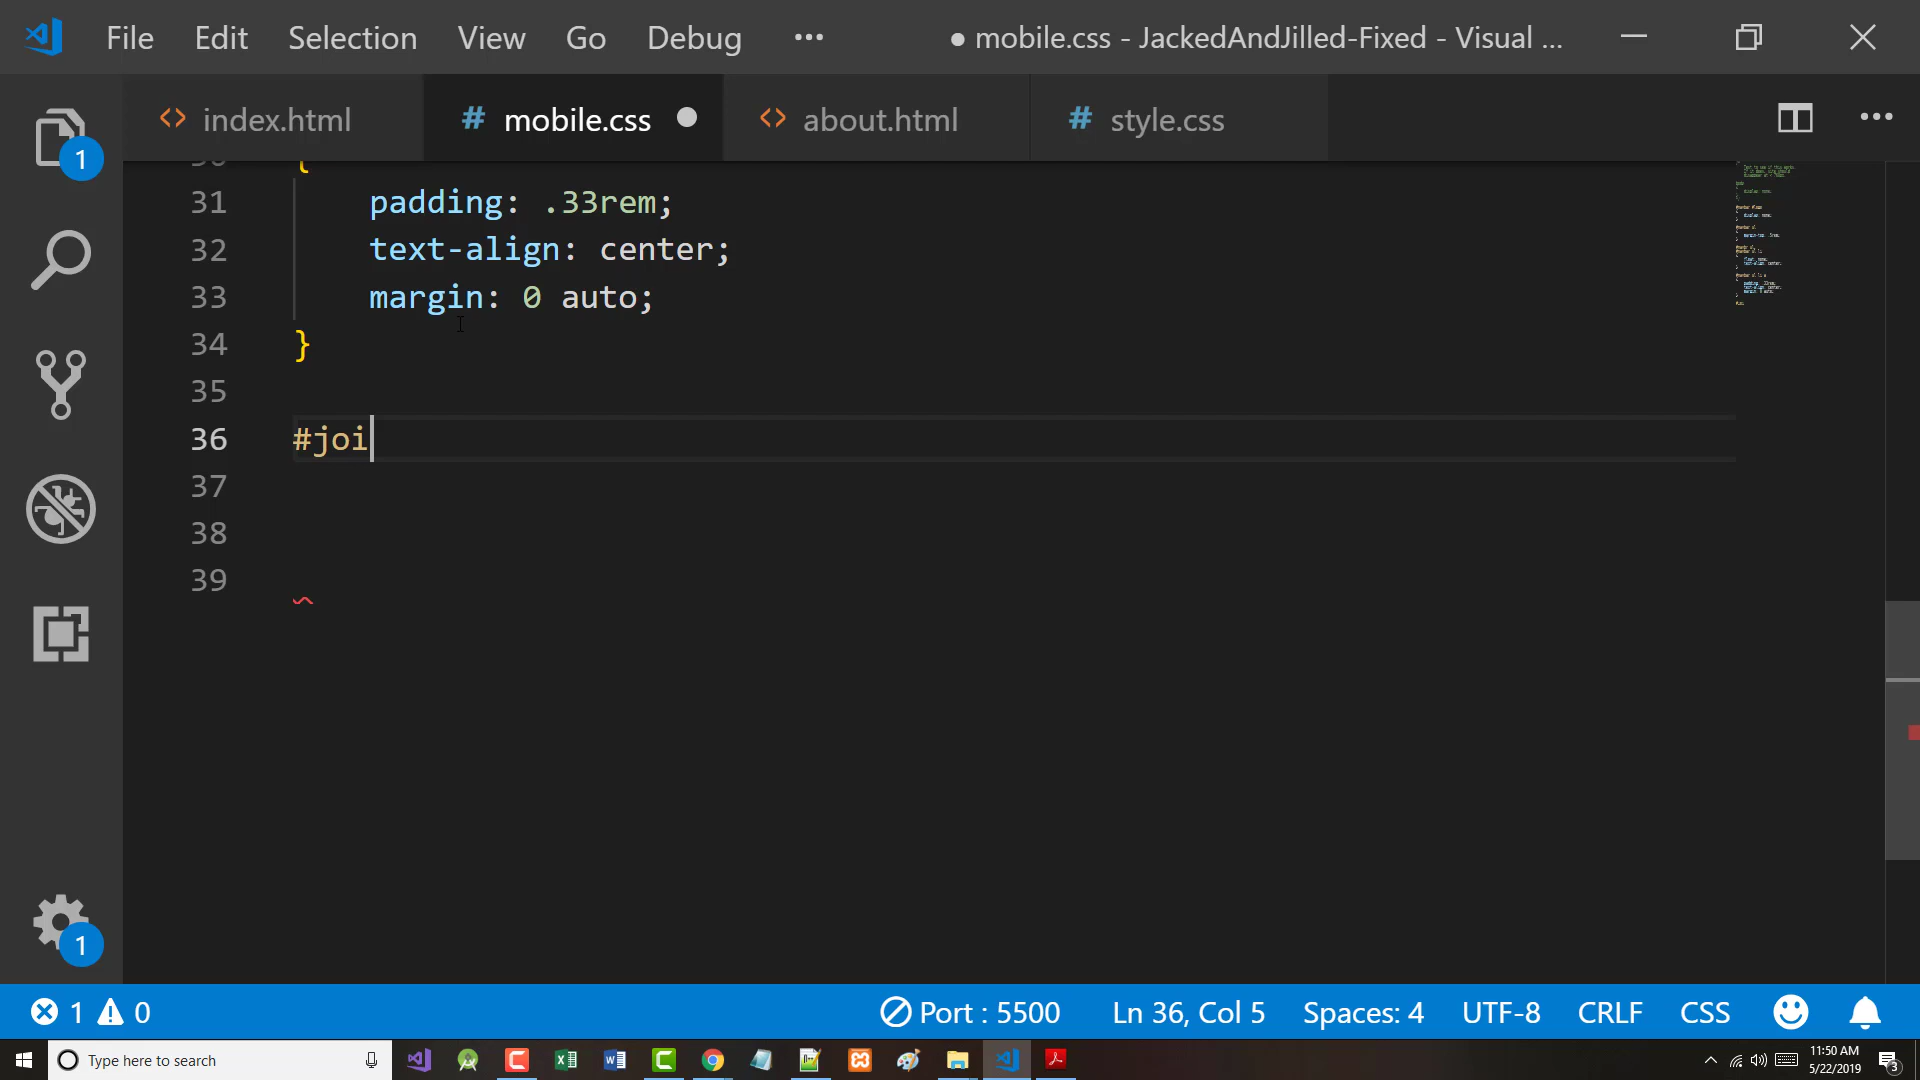 File Edit Selection View Go Debug ••• ● mobile.css - JackedAndJilled-Fixed - Visual ...
<> index.html # mobile.css ● <> about.html # style.css •••
{
31 padding: .33rem;
32 text-align: center;
33 margin: 0 auto;
34 }
35
36 #joi
37
38
39
1
1
1 0 Port : 5500 Ln 36, Col 5 Spaces: 4 UTF-8 CRLF CSS
Type here to search
11:50 AM
5/22/2019
3